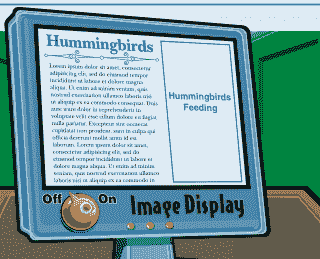 Hummingbirds
Lorem ipsum dolor sit amet, consectetur
adipisicing elit, sed do eiusmod tempor
incididunt ut labore et dolore magna
aliqua. Ut enim ad minim veniam, quis
nostrud exercitation ullamco laboris nisi
ut aliquip ex ea commodo consequat. Duis
aute irure dolor in reprehenderit in
voluptate velit esse cillum dolore eu fugiat
nulla pariatur. Excepteur sint occaecat
cupidatat non proident, sunt in culpa qui
officia deserunt mollit anim id est
laborum. Lorem ipsum dolor sit amet,
consectetur adipisicing elit, sed do
eiusmod tempor incididunt ut labore et
dolore magna aliqua. Ut enim ad minim
veniam, quis nostrud exercitation ullamco
laboris nisi ut aliquip ex ea commodo in
Hummingbirds
Feeding
Off On
Image Display